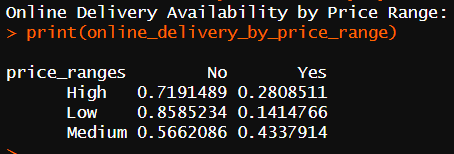 Online Delivery Availability by Price Range:
> print(online_delivery_by_price_range)
price_ranges No Yes
High 0.7191489 0.2808511
Low 0.8585234 0.1414766
Medium 0.5662086 0.4337914
>